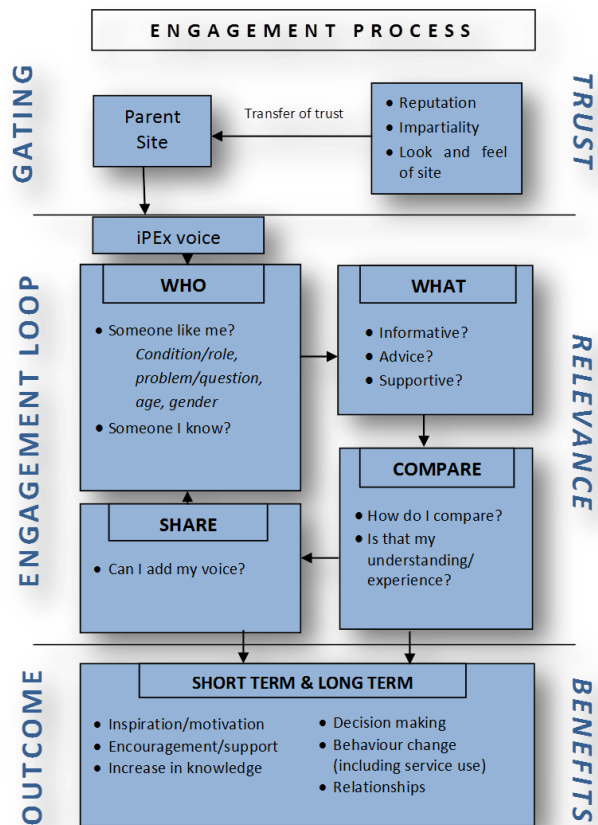 ENGAGEMENT PROCESS
GATING
TRUST
Parent
Site
Transfer of trust
• Reputation
• Impartiality
• Look and feel
of site
iPEx voice
ENGAGEMENT LOOP
RELEVANCE
WHO
• Someone like me?
Condition/role,
problem/question,
age, gender
• Someone I know?
WHAT
• Informative?
• Advice?
• Supportive?
COMPARE
• How do I compare?
• Is that my
understanding/
experience?
SHARE
• Can I add my voice?
OUTCOME
BENEFITS
SHORT TERM & LONG TERM
• Inspiration/motivation
• Encouragement/support
• Increase in knowledge
• Decision making
• Behaviour change
(including service use)
• Relationships